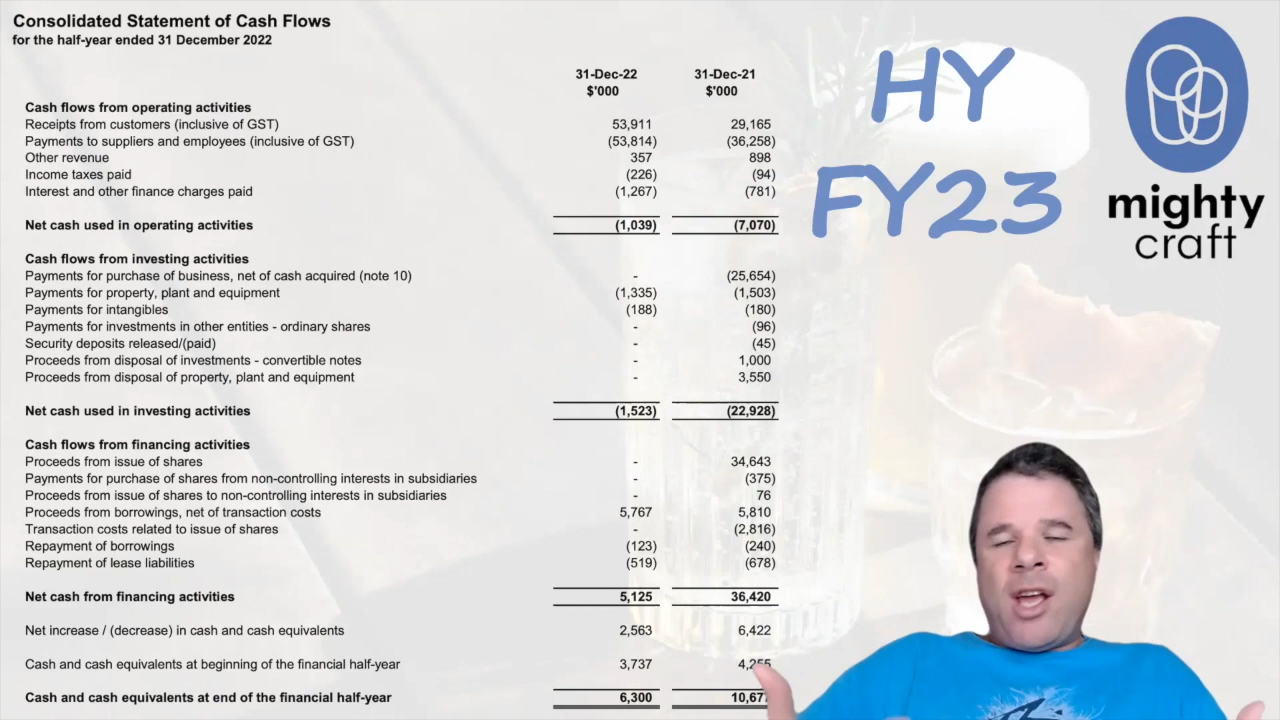 Consolidated Statement of Cash Flows
for the half-year ended 31 December 2022
31-Dec-22 31-Dec-21
$'000 $'000
Cash flows from operating activities
Receipts from customers (inclusive of GST) 53,911 29,165
Payments to suppliers and employees (inclusive of GST) (53,814) (36,258)
Other revenue 357 898
Income taxes paid (226) (94)
Interest and other finance charges paid (1,267) (781)
Net cash used in operating activities (1,039) (7,070)
Cash flows from investing activities
Payments for purchase of business, net of cash acquired (note 10) - (25,654)
Payments for property, plant and equipment (1,335) (1,503)
Payments for intangibles (188) (180)
Payments for investments in other entities - ordinary shares - (96)
Security deposits released/(paid) - (45)
Proceeds from disposal of investments - convertible notes - 1,000
Proceeds from disposal of property, plant and equipment - 3,550
Net cash used in investing activities (1,523) (22,928)
Cash flows from financing activities
Proceeds from issue of shares - 34,643
Payments for purchase of shares from non-controlling interests in subsidiaries - (375)
Proceeds from issue of shares to non-controlling interests in subsidiaries - 76
Proceeds from borrowings, net of transaction costs 5,767 5,810
Transaction costs related to issue of shares - (2,816)
Repayment of borrowings (123) (240)
Repayment of lease liabilities (519) (678)
Net cash from financing activities 5,125 36,420
Net increase / (decrease) in cash and cash equivalents 2,563 6,422
Cash and cash equivalents at beginning of the financial half-year 3,737 4,255
Cash and cash equivalents at end of the financial half-year 6,300 10,677
HY
FY23
mighty
craft